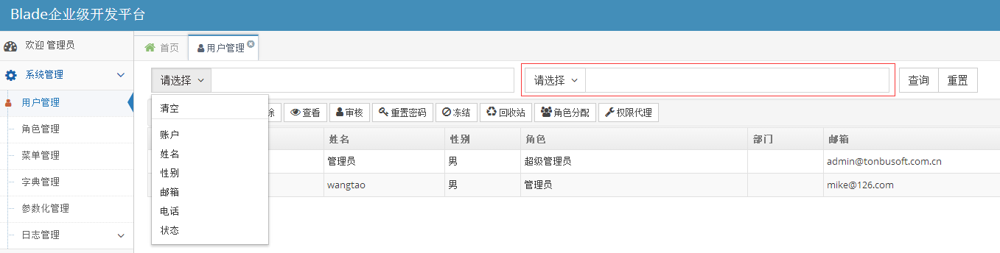 Blade企业级开发平台
欢迎 管理员
系统管理
用户管理
角色管理
菜单管理
字典管理
参数化管理
日志管理
首页 用户管理
请选择 请选择 查询 重置
清空
账户
姓名
性别
邮箱
电话
状态
除 查看 审核 重置密码 冻结 回收站 角色分配 权限代理
姓名 性别 角色 部门 邮箱
管理员 男 超级管理员 admin@tonbusoft.com.cn
wangtao 男 管理员 mike@126.com